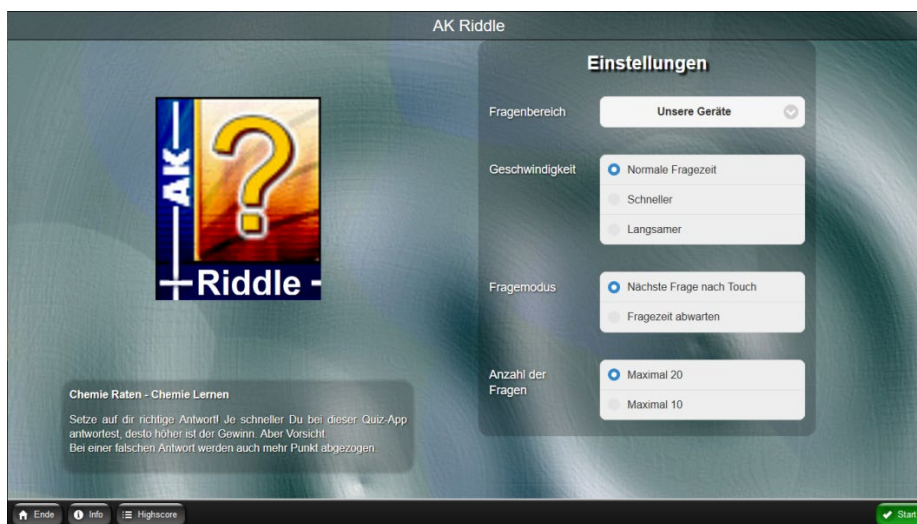 AK Riddle
AK
Riddle
Chemie Raten - Chemie Lernen
Setze auf dir richtige Antwort! Je schneller Du bei dieser Quiz-App
antwortest, desto höher ist der Gewinn. Aber Vorsicht.
Bei einer falschen Antwort werden auch mehr Punkt abgezogen.
Einstellungen
Fragenbereich
Unsere Geräte
Geschwindigkeit
Normale Fragezeit
Schneller
Langsamer
Fragemodus
Nächste Frage nach Touch
Fragezeit abwarten
Anzahl der
Fragen
Maximal 20
Maximal 10
Ende
Info
Highscore
Start